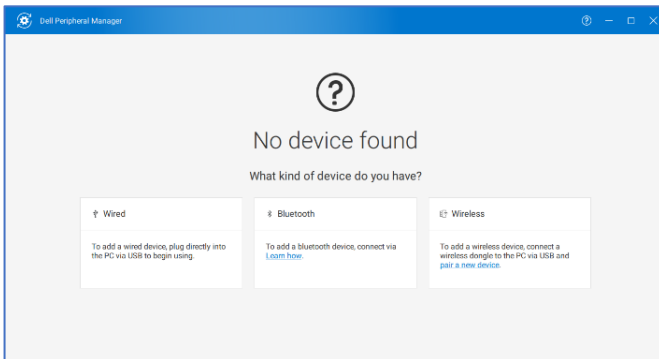 Dell Peripheral Manager
No device found
What kind of device do you have?
Wired
To add a wired device, plug directly into
the PC via USB to begin using.
Bluetooth
To add a bluetooth device, connect via
Learn how.
Wireless
To add a wireless device, connect a
wireless dongle to the PC via USB and
pair a new device.